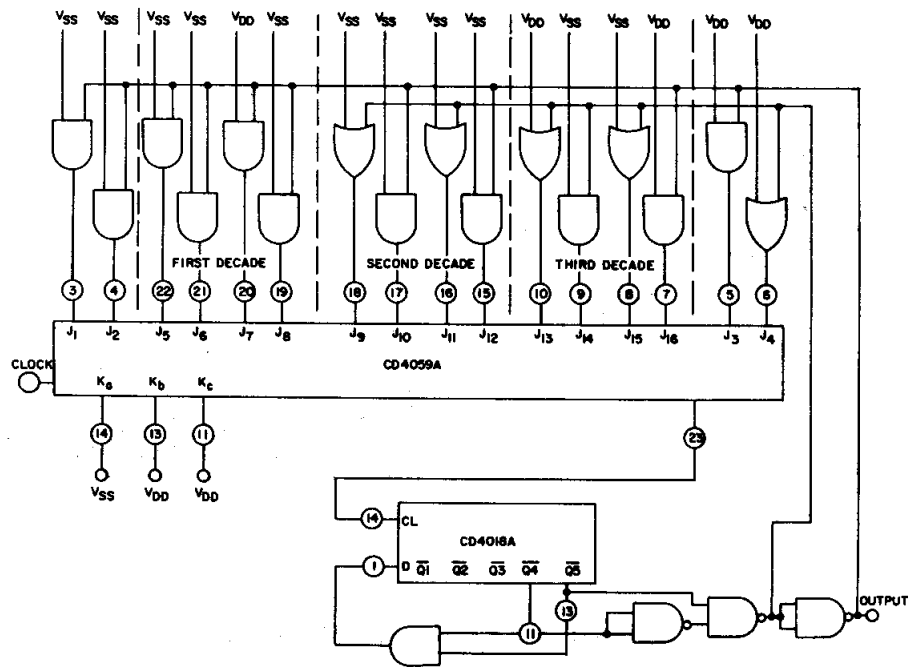 VSS VSS VSS VSS VDD VSS VSS VSS VSS VSS VDD VSS VSS VDD VDD VDD
FIRST DECADE SECOND DECADE THIRD DECADE
3 4 22 21 20 19 18 17 16 15 10 9 8 7 5 6
J1 J2 J5 J6 J7 J8 J9 J10 J11 J12 J13 J14 J15 J16 J3 J4
CLOCK
CD4059A
Ka Kb Kc
14 13 11
23
VSS VDD VDD
14 CL
CD4018A
1 D Q1 Q2 Q3 Q4 Q5
13
OUTPUT
11